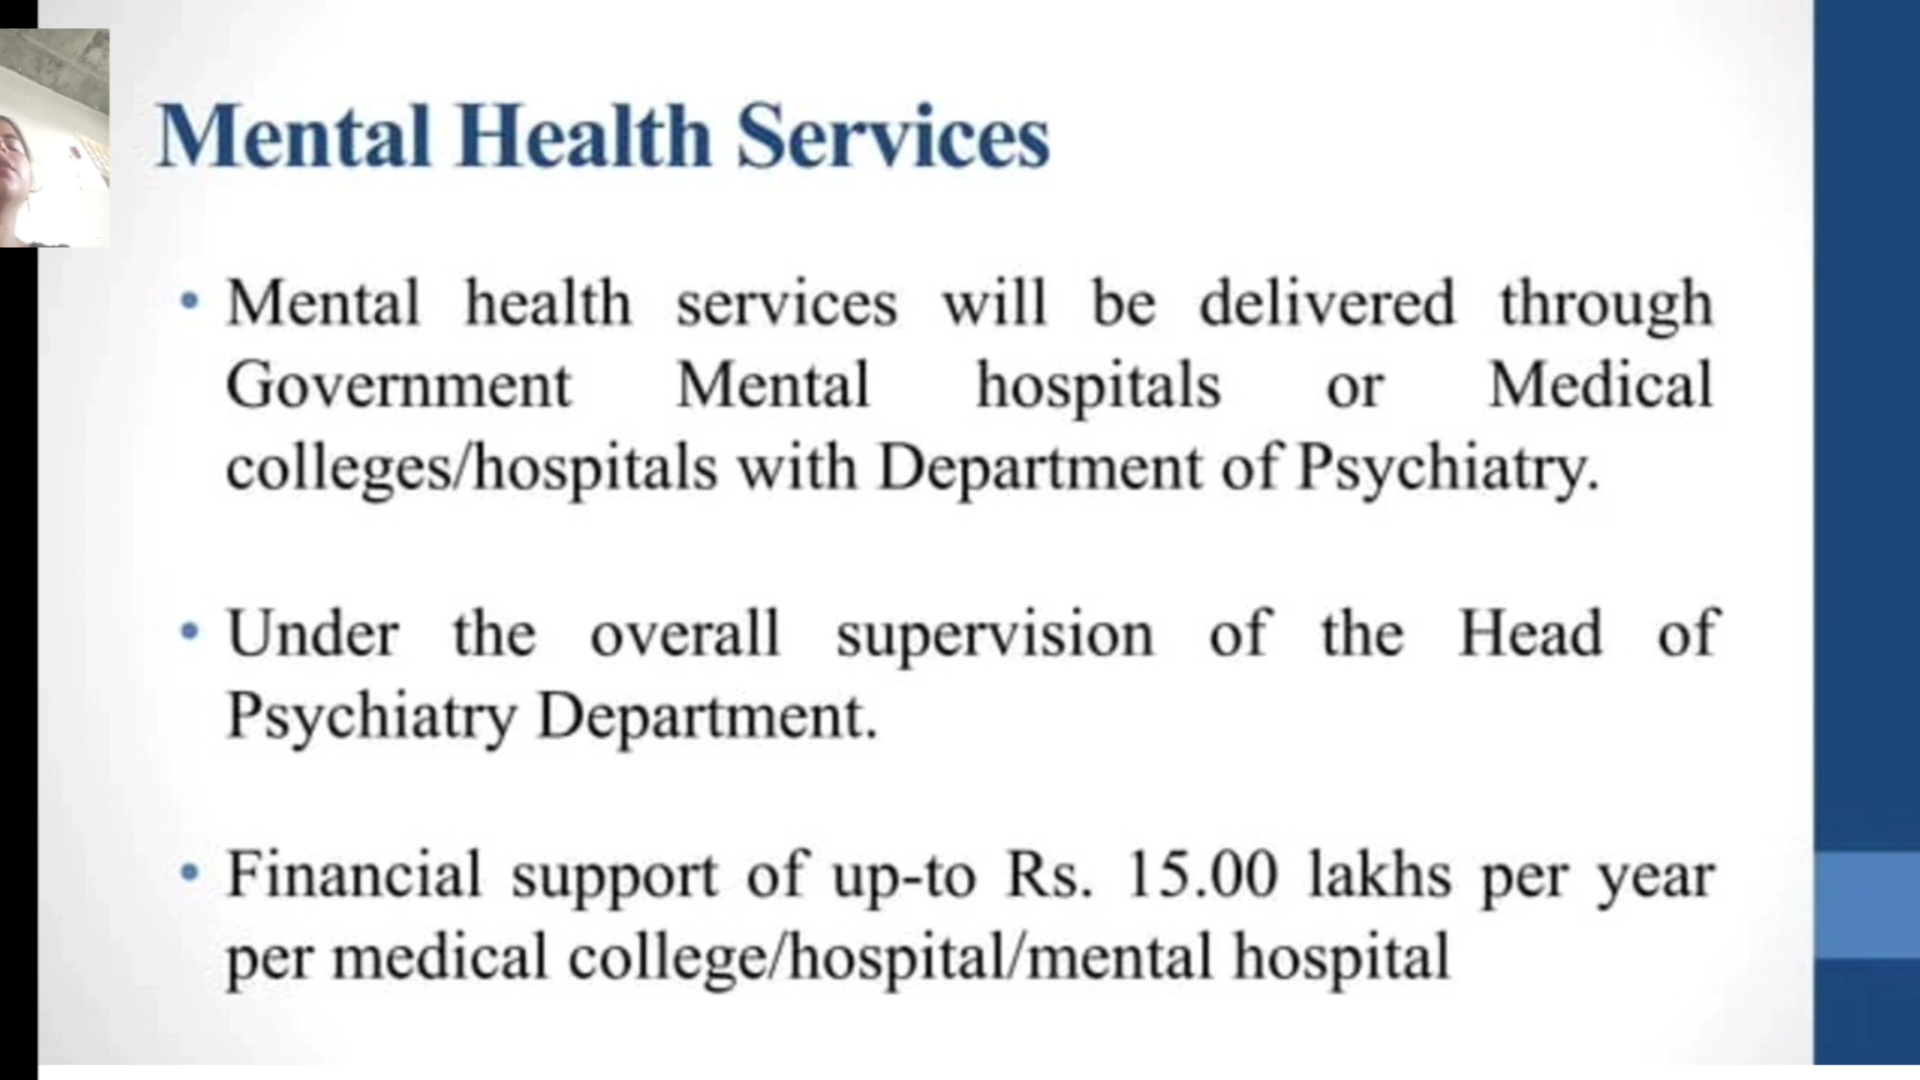 Mental Health Services
• Mental health services will be delivered through
Government Mental hospitals or Medical
colleges/hospitals with Department of Psychiatry.
• Under the overall supervision of the Head of
Psychiatry Department.
• Financial support of up-to Rs. 15.00 lakhs per year
per medical college/hospital/mental hospital